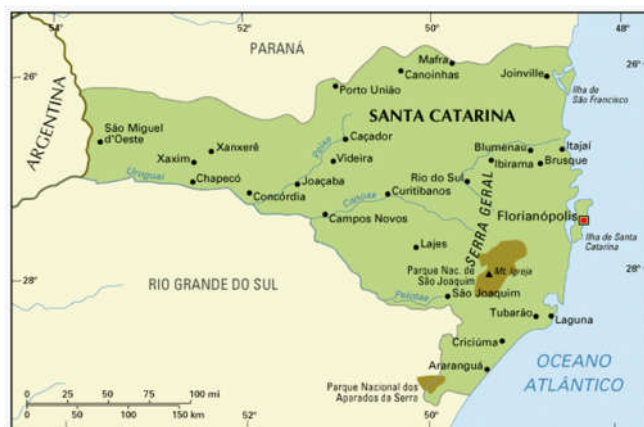 54°
52°
50°
PARANÁ
26°
26°
Mafra
Canoinhas
Joinville
Porto União
Ilha de
São Francisco
ARGENTINA
SANTA CATARINA
São Miguel
d'Oeste
Xanxerê
Caçador
Blumenau
Itajaí
Xaxim
Peixe
Videira
Ibirama
Brusque
Uruguai
Chapecó
Joaçaba
Rio do Sul
Concórdia
Canoas
Curitibanos
SERRA GERAL
Campos Novos
Florianópolis
Ilha de Santa
Catarina
Lajes
28°
28°
Parque Nac. de
São Joaquim
Mt. Igreja
RIO GRANDE DO SUL
Pelotas
São Joaquim
Tubarão
Laguna
Criciúma
Araranguá
OCEANO
ATLÂNTICO
Parque Nacional dos
Aparados da Serra
0 25 50 75 100 mi
0 50 100 150 km
52°
50°